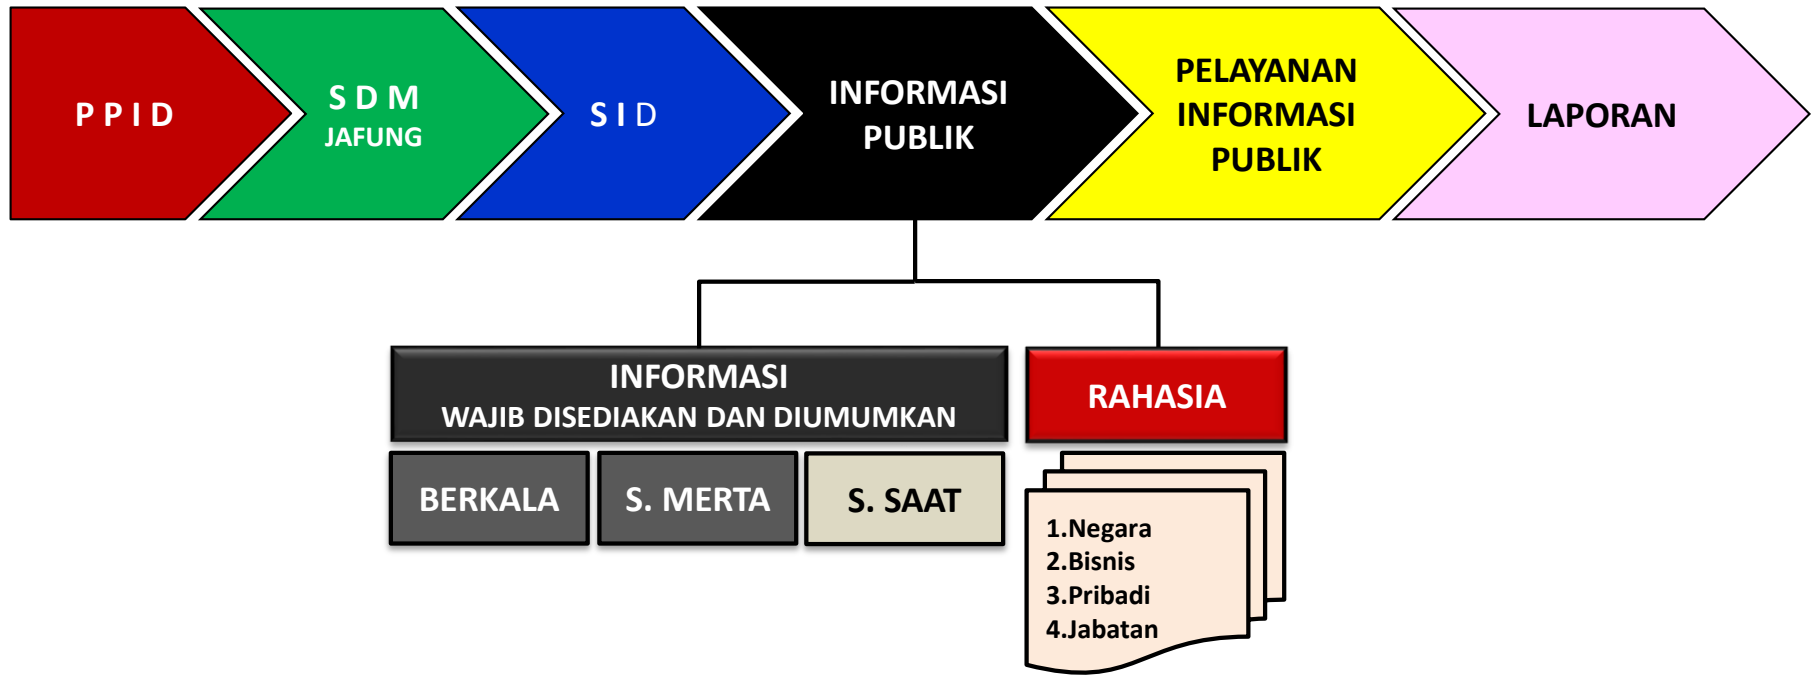 P P I D
S D M
JAFUNG
S I D
INFORMASI
PUBLIK
PELAYANAN
INFORMASI
PUBLIK
LAPORAN
INFORMASI
WAJIB DISEDIAKAN DAN DIUMUMKAN
RAHASIA
BERKALA
S. MERTA
S. SAAT
1.Negara
2.Bisnis
3.Pribadi
4.Jabatan